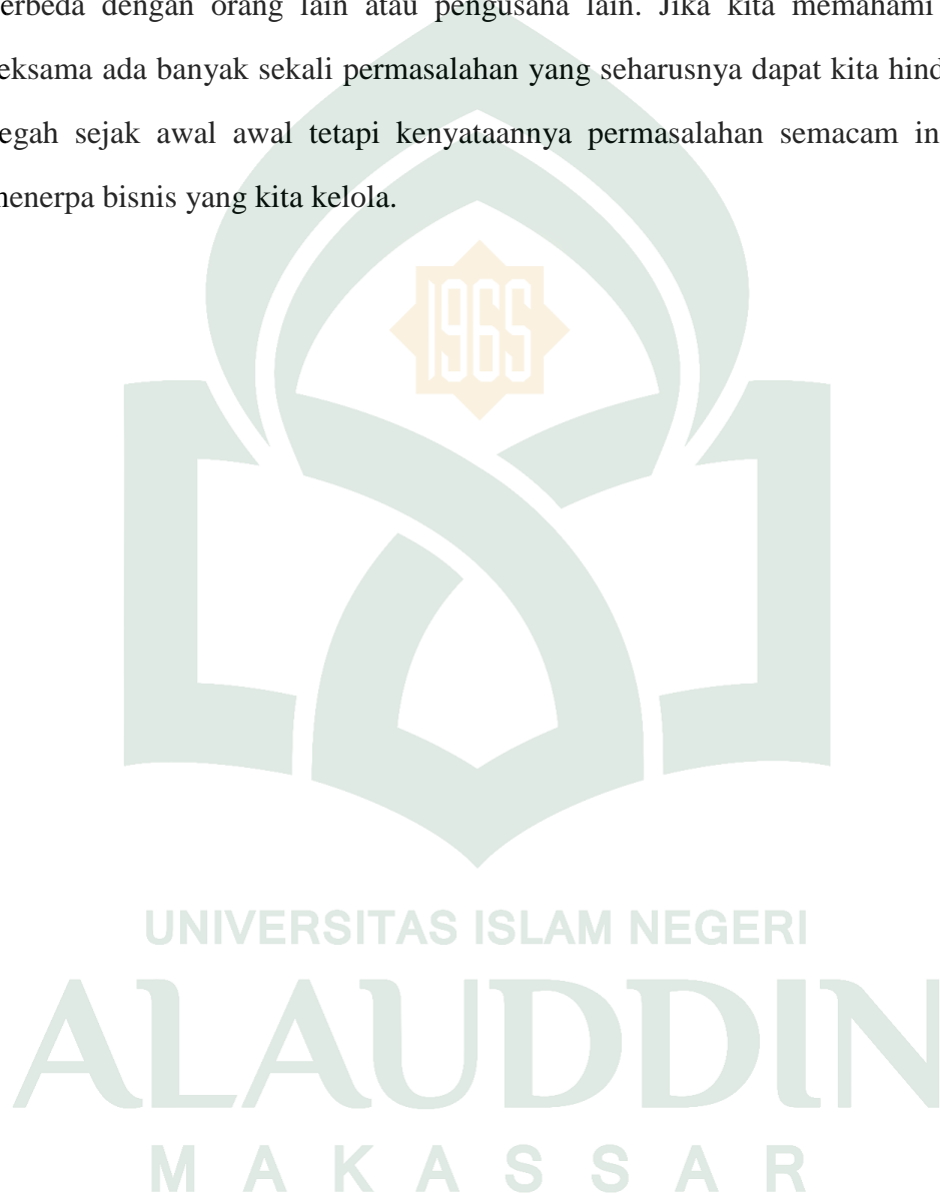 erbeda dengan orang lain atau pengusaha lain. Jika kita memahami
eksama ada banyak sekali permasalahan yang seharusnya dapat kita hind
egah sejak awal awal tetapi kenyataannya permasalahan semacam in
nenerpa bisnis yang kita kelola.
1965
UNIVERSITAS ISLAM NEGERI
ALAUDDIN
MAKASSAR